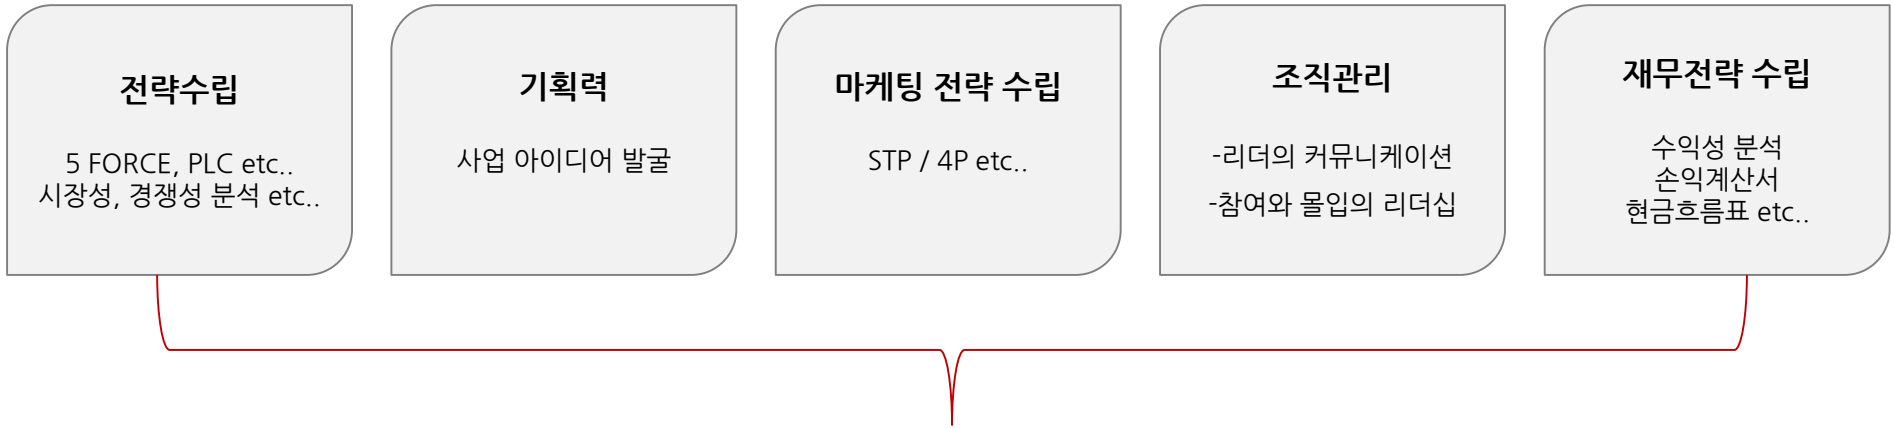 전략수립
5 FORCE, PLC etc..
시장성, 경쟁성 분석 etc..
기획력
사업 아이디어 발굴
마케팅 전략 수립
STP / 4P etc..
조직관리
-리더의 커뮤니케이션
-참여와 몰입의 리더십
재무전략 수립
수익성 분석
손익계산서
현금흐름표 etc..